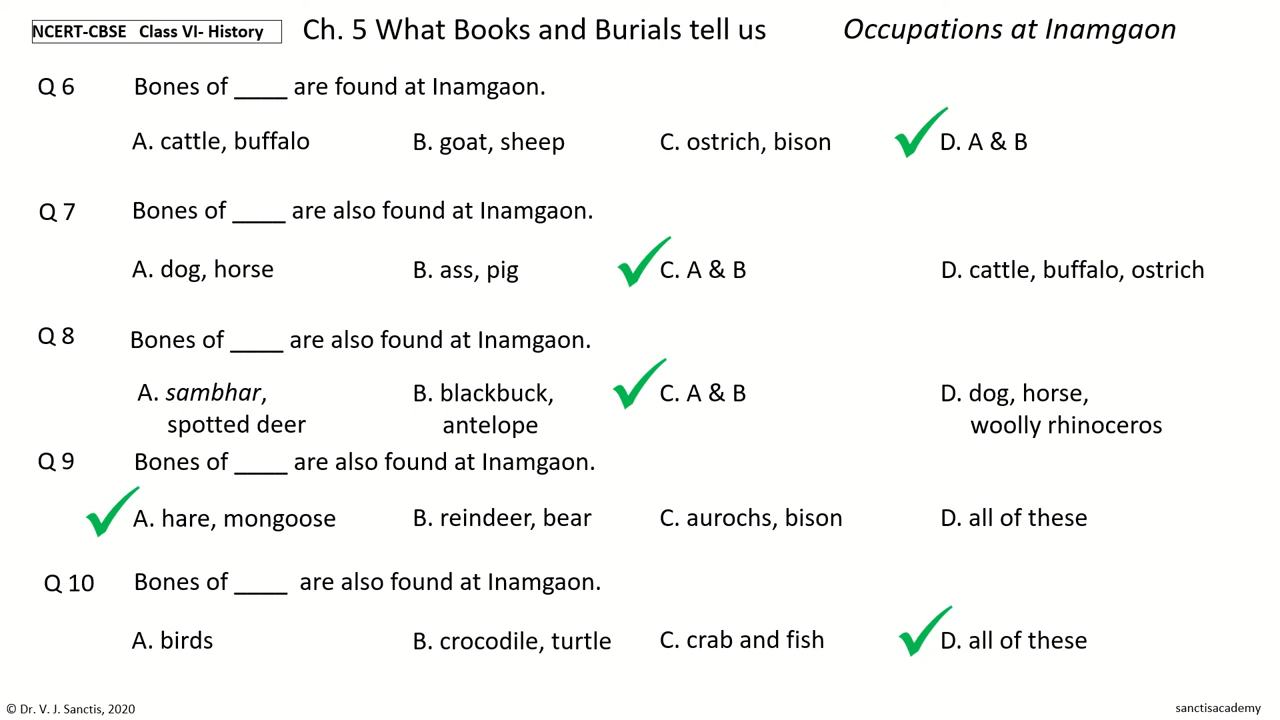 NCERT-CBSE Class VI- History Ch. 5 What Books and Burials tell us Occupations at Inamgaon
Q 6 Bones of ____ are found at Inamgaon.
A. cattle, buffalo B. goat, sheep C. ostrich, bison D. A & B
Q 7 Bones of ____ are also found at Inamgaon.
A. dog, horse B. ass, pig C. A & B D. cattle, buffalo, ostrich
Q 8 Bones of ____ are also found at Inamgaon.
A. sambhar, B. blackbuck, C. A & B D. dog, horse,
spotted deer antelope woolly rhinoceros
Q 9 Bones of ____ are also found at Inamgaon.
A. hare, mongoose B. reindeer, bear C. aurochs, bison D. all of these
Q 10 Bones of ____ are also found at Inamgaon.
A. birds B. crocodile, turtle C. crab and fish D. all of these
© Dr. V. J. Sanctis, 2020 sanctisacademy